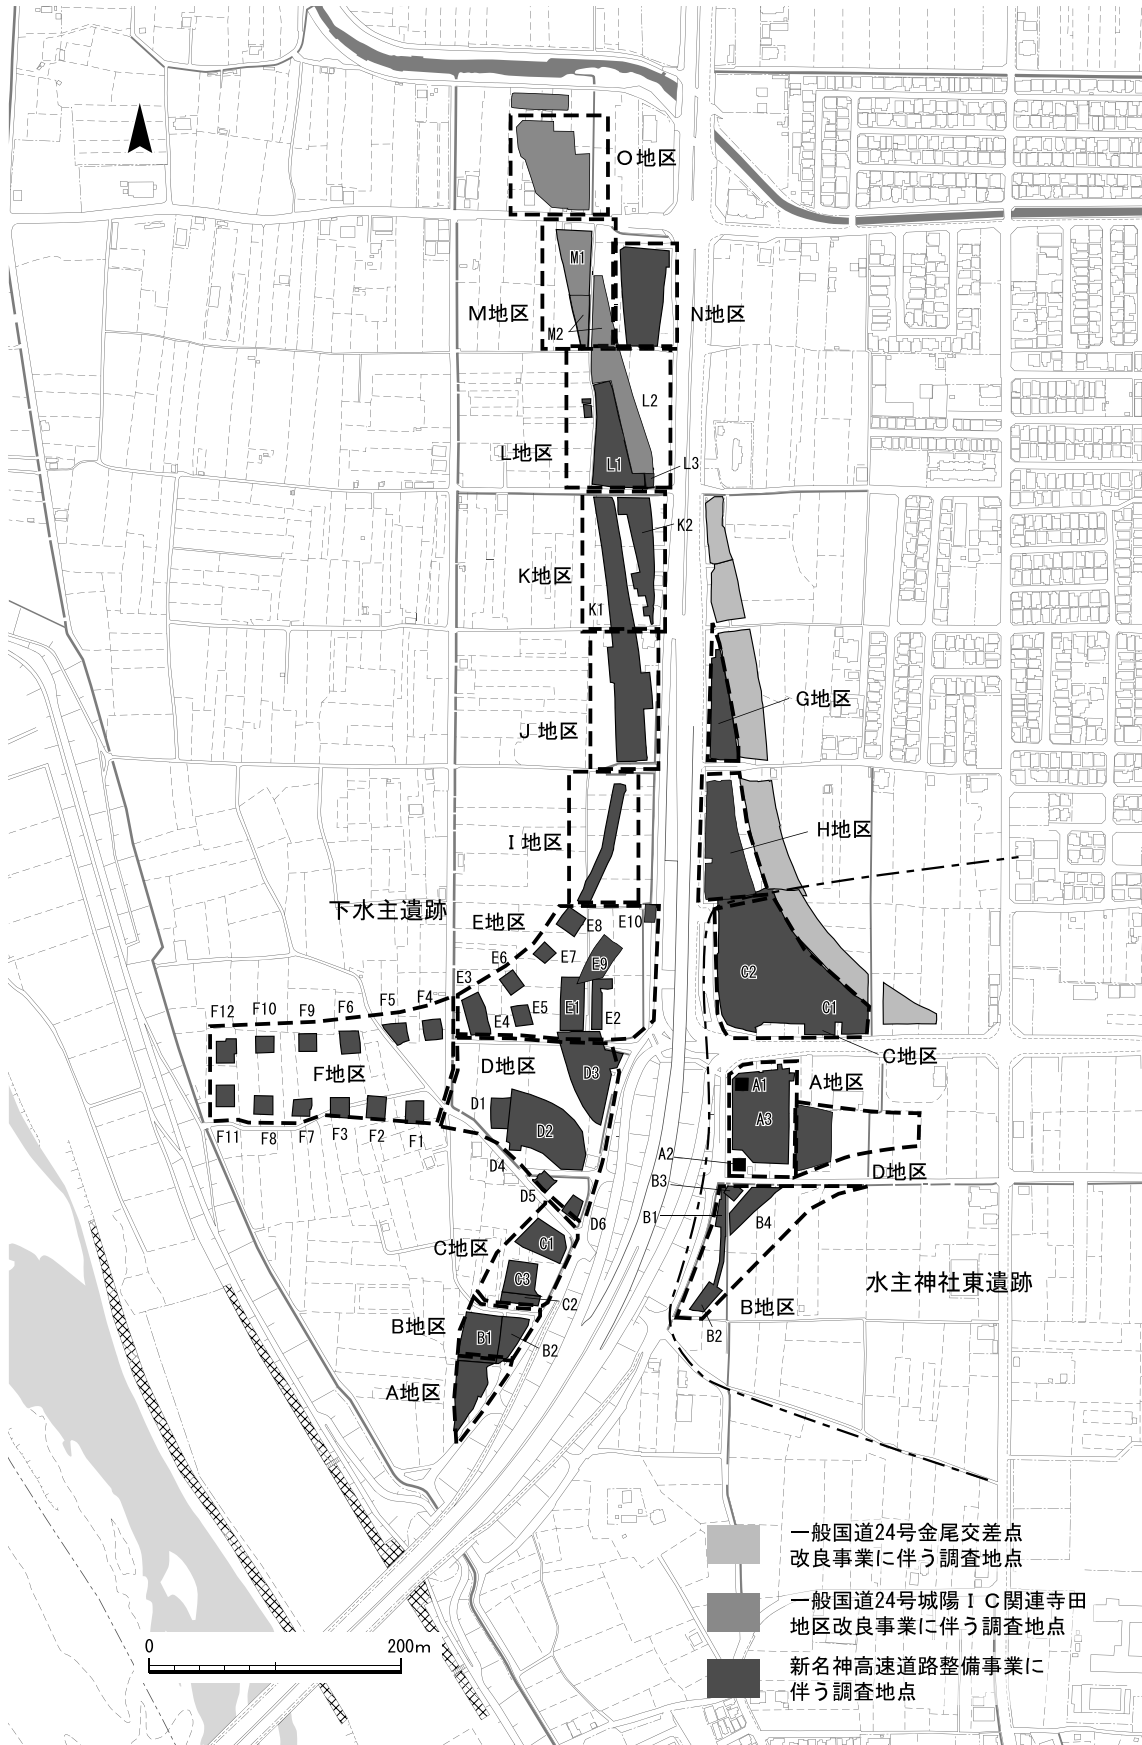 O地区
M1
M地区
N地区
M2
L2
L地区
L1
L3
K2
K地区
K1
G地区
J地区
H地区
I地区
下水主遺跡
E地区
E8
E10
E7
E6
E9
E3
C2
E5
E1
C1
E4
E2
F12
F10
F9
F6
F5
F4
C地区
F地区
D地区
D3
A1
A地区
D1
A3
D2
F11
F8
F7
F3
F2
F1
A2
D4
D地区
B3
D5
B1
B4
D6
C地区
C1
C3
水主神社東遺跡
C2
B地区
B地区
B1
B2
B2
A地区
一般国道24号金尾交差点
改良事業に伴う調査地点
一般国道24号城陽ＩＣ関連寺田
地区改良事業に伴う調査地点
新名神高速道路整備事業に
伴う調査地点
0
200m